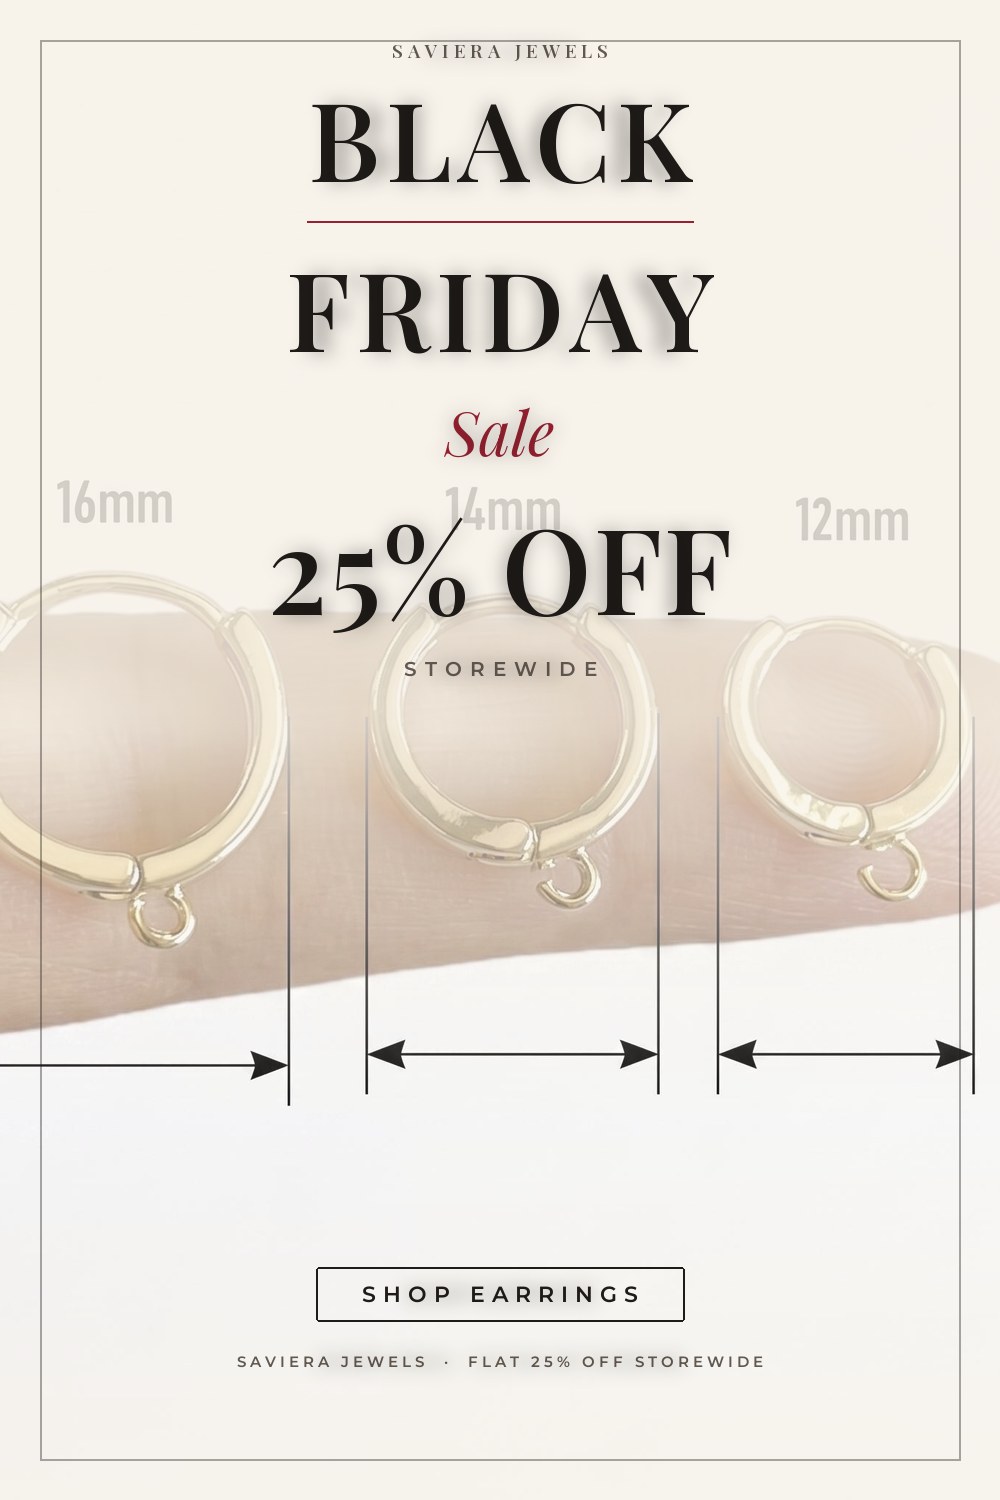 SAVIERA JEWELS
BLACK
FRIDAY
Sale
16mm
14mm
12mm
25% OFF
STOREWIDE
SHOP EARRINGS
SAVIERA JEWELS · FLAT 25% OFF STOREWIDE